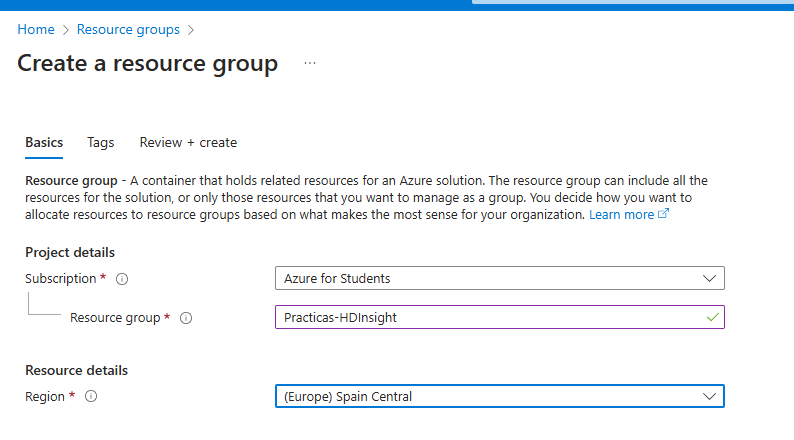 Home > Resource groups >
Create a resource group ...
Basics Tags Review + create
Resource group - A container that holds related resources for an Azure solution. The resource group can include all the
resources for the solution, or only those resources that you want to manage as a group. You decide how you want to
allocate resources to resource groups based on what makes the most sense for your organization. Learn more
Project details
Subscription * Azure for Students
Resource group * Practicas-HDInsight
Resource details
Region * (Europe) Spain Central